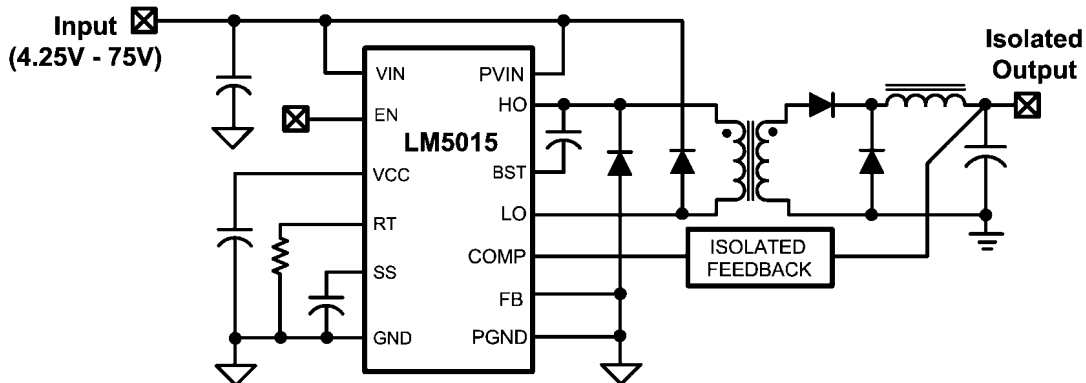 Input
(4.25V - 75V)
Isolated
Output
LM5015
VIN
EN
VCC
RT
SS
GND
PVIN
HO
BST
LO
COMP
FB
PGND
ISOLATED
FEEDBACK